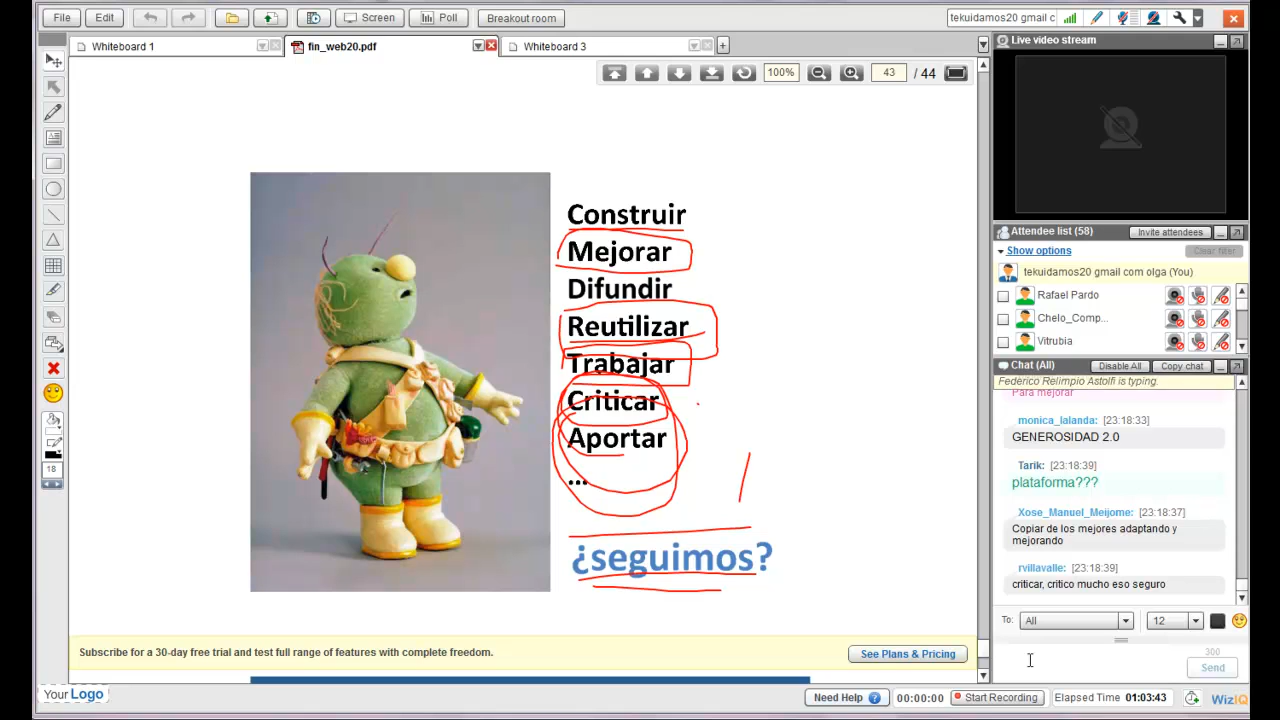 File Edit Screen Poll Breakout room tekuidamos20 gmail c
Whiteboard 1 fin_web20.pdf Whiteboard 3
100% 43 / 44
Construir
Mejorar
Difundir
Reutilizar
Trabajar
Criticar
Aportar
...
¿seguimos?
18
Subscribe for a 30-day free trial and test full range of features with complete freedom. See Plans & Pricing
Your Logo
Need Help ? 00:00:00 Start Recording Elapsed Time 01:03:43 WizIQ
Live video stream
Attendee list (58) Invite attendees
Show options Clear filter
tekuidamos20 gmail com olga (You)
Rafael Pardo
Chelo_Comp...
Vitrubia
Chat (All) Disable All Copy chat
Federico Relimpio Astolfi is typing.
Para mejorar
monica_lalanda: [23:18:33]
GENEROSIDAD 2.0
Tarik: [23:18:39]
plataforma???
Xose_Manuel_Meijome: [23:18:37]
Copiar de los mejores adaptando y
mejorando
rvillavalle: [23:18:39]
criticar, critico mucho eso seguro
To: All 12
300
Send